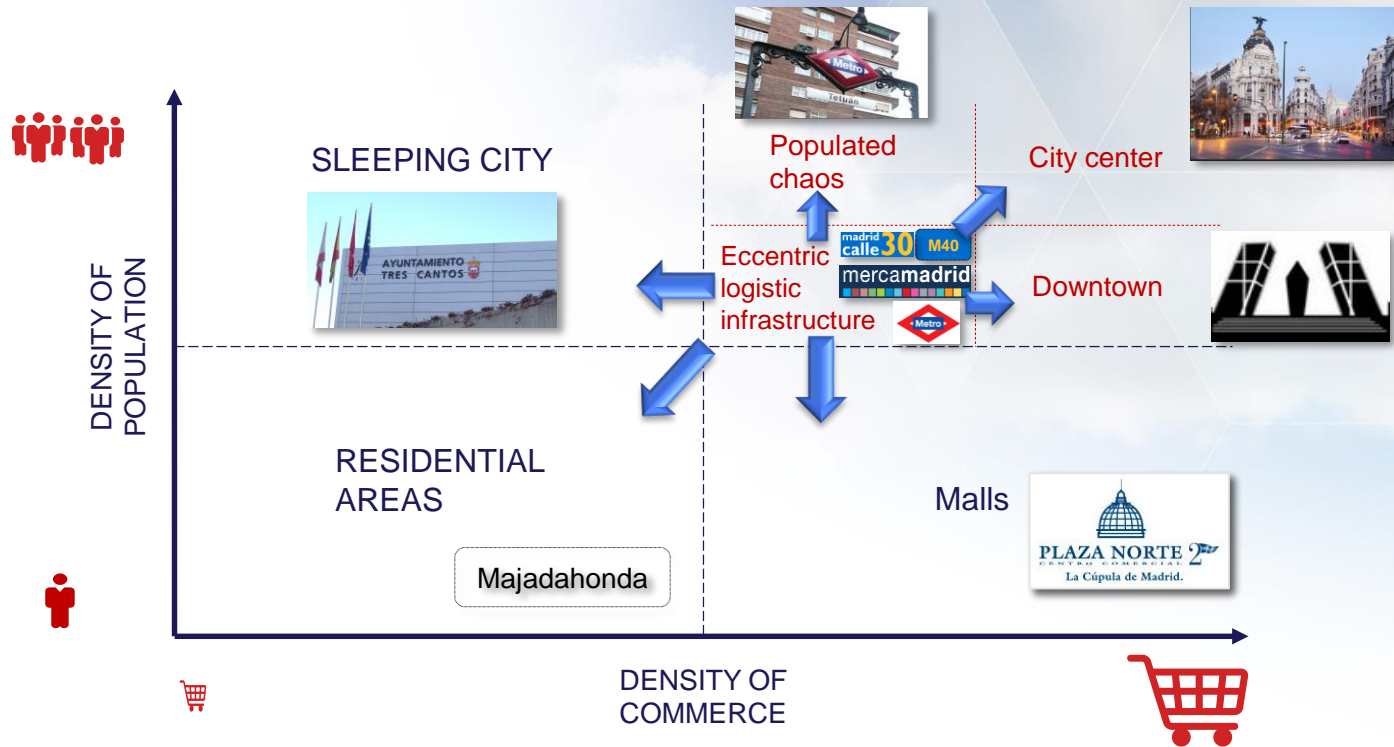 Metro
Tetuán
Populated
chaos
City center
SLEEPING CITY
AYUNTAMIENTO
TRES CANTOS
madrid
calle 30
M40
mercamadrid
Metro
Eccentric
logistic
infrastructure
Downtown
DENSITY OF
POPULATION
RESIDENTIAL
AREAS
Majadahonda
Malls
PLAZA NORTE 2
CENTRO COMERCIAL
La Cúpula de Madrid.
DENSITY OF
COMMERCE